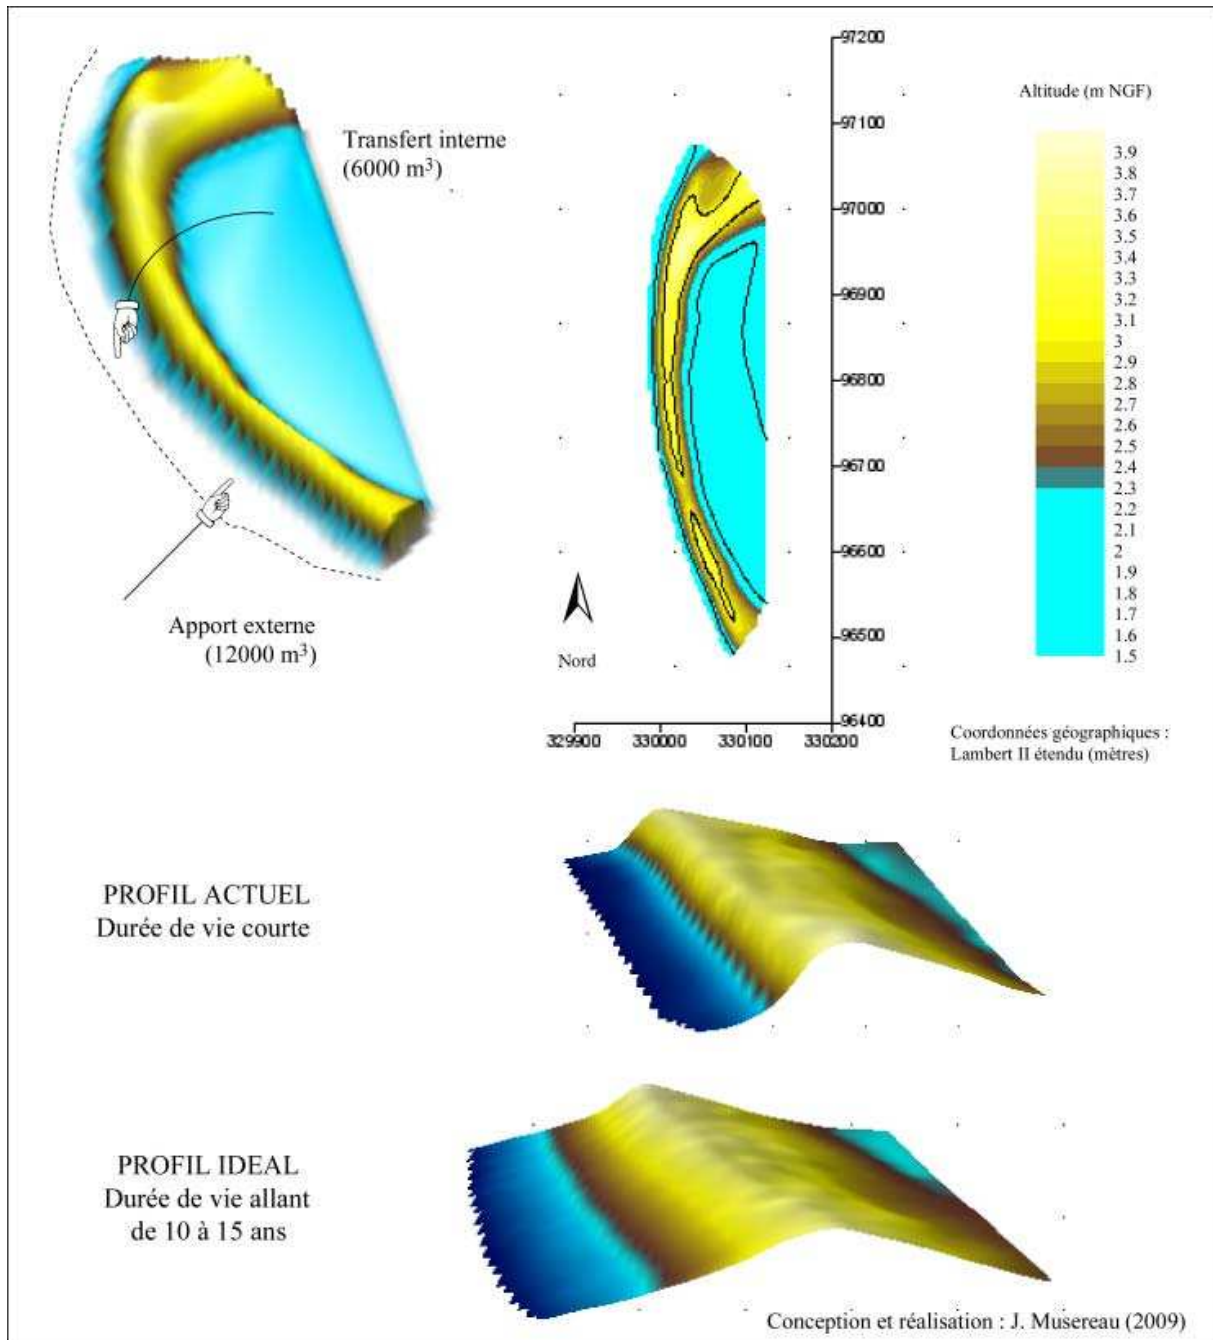 Transfert interne
(6000 m³)
Apport externe
(12000 m³)
97200
97100
97000
96900
96800
96700
96600
96500
96400
329900 330000 330100 330200
Nord
Altitude (m NGF)
3.9
3.8
3.7
3.6
3.5
3.4
3.3
3.2
3.1
3
2.9
2.8
2.7
2.6
2.5
2.4
2.3
2.2
2.1
2
1.9
1.8
1.7
1.6
1.5
Coordonnées géographiques :
Lambert II étendu (mètres)
PROFIL ACTUEL
Durée de vie courte
PROFIL IDEAL
Durée de vie allant
de 10 à 15 ans
Conception et réalisation : J. Musereau (2009)